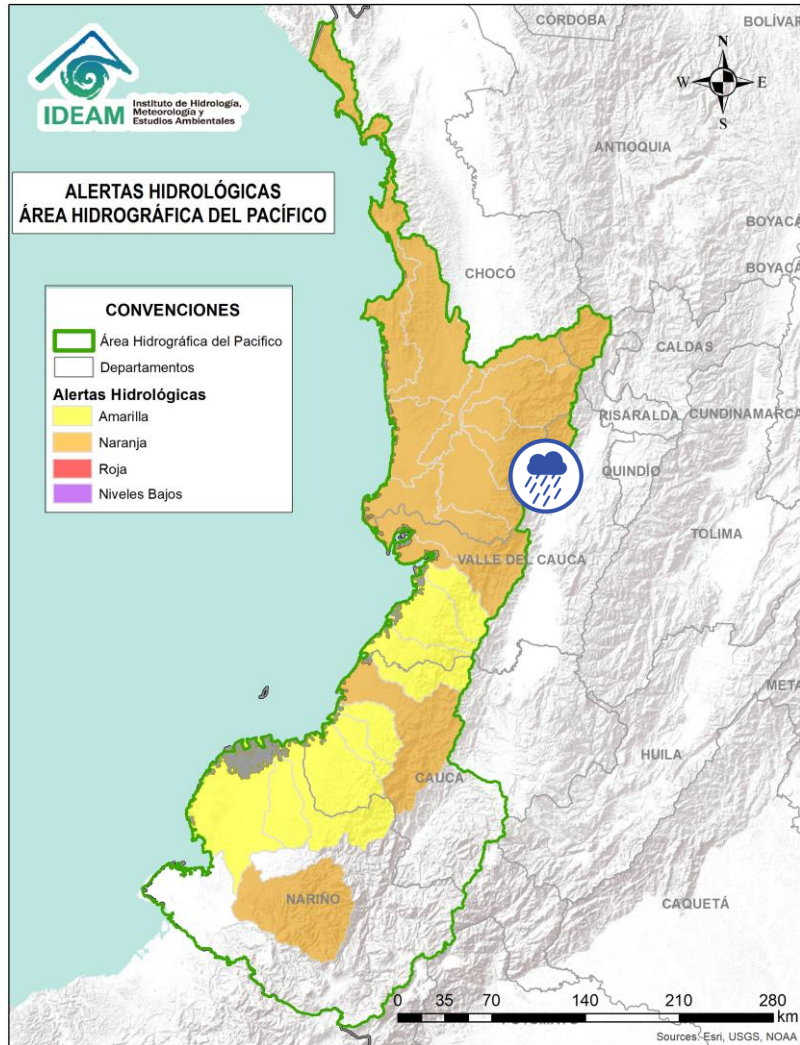 CÓRDOBA
BOLÍVAR
IDEAM
Instituto de Hidrología,
Meteorología y
Estudios Ambientales
N
W E
S
ANTIOQUIA
ALERTAS HIDROLÓGICAS
ÁREA HIDROGRÁFICA DEL PACÍFICO
BOYACÁ
BOYACÁ
CHOCÓ
CONVENCIONES
Área Hidrográfica del Pacifico
Departamentos
Alertas Hidrológicas
Amarilla
Naranja
Roja
Niveles Bajos
CALDAS
RISARALDA
CUNDINAMARCA
QUINDÍO
TOLIMA
VALLE DEL CAUCA
META
HUILA
CAUCA
NARIÑO
CAQUETÁ
0 35 70 140 210 280
km
Sources: Esri, USGS, NOAA